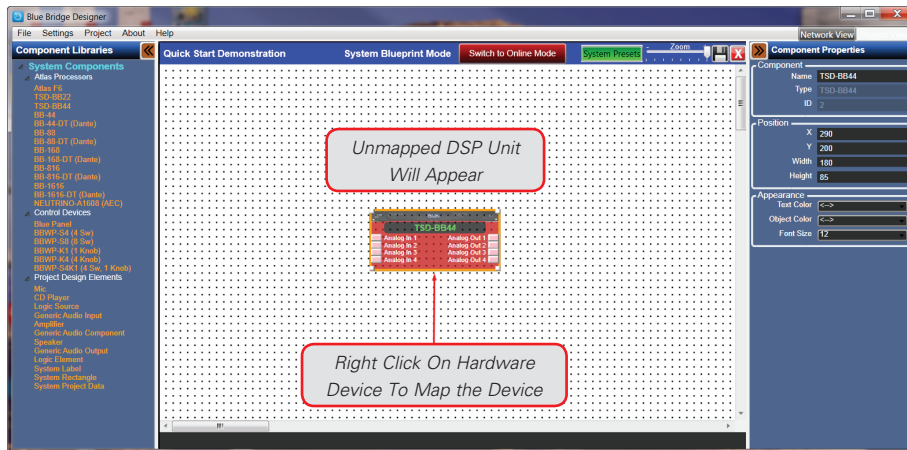 Blue Bridge Designer
File Settings Project About Help
Network View
Component Libraries
System Components
Atlas Processors
Atlas F6
TSD-BB22
TSD-BB44
BB-44
BB-44-DT (Dante)
BB-88
BB-88-DT (Dante)
BB-168
BB-168-DT (Dante)
BB-816
BB-816-DT (Dante)
BB-1616
BB-1616-DT (Dante)
NEUTRINO-A1608 (AEC)
Control Devices
Blue Panel
BBWP-S4 (4 Sw)
BBWP-S8 (8 Sw)
BBWP-K1 (1 Knob)
BBWP-K4 (4 Knob)
BBWP-S4K1 (4 Sw, 1 Knob)
Project Design Elements
Mic
CD Player
Logic Source
Generic Audio Input
Amplifier
Generic Audio Component
Speaker
Generic Audio Output
Logic Element
System Label
System Rectangle
System Project Data
Quick Start Demonstration System Blueprint Mode Switch to Online Mode System Presets - Zoom +
Unmapped DSP Unit
Will Appear
TSD-BB44
Analog In 1 Analog Out 1
Analog In 2 Analog Out 2
Analog In 3 Analog Out 3
Analog In 4 Analog Out 4
Right Click On Hardware
Device To Map the Device
Component Properties
Component
Name TSD-BB44
Type TSD-BB44
ID 2
Position
X 290
Y 200
Width 180
Height 85
Appearance
Text Color <-->
Object Color <-->
Font Size 12